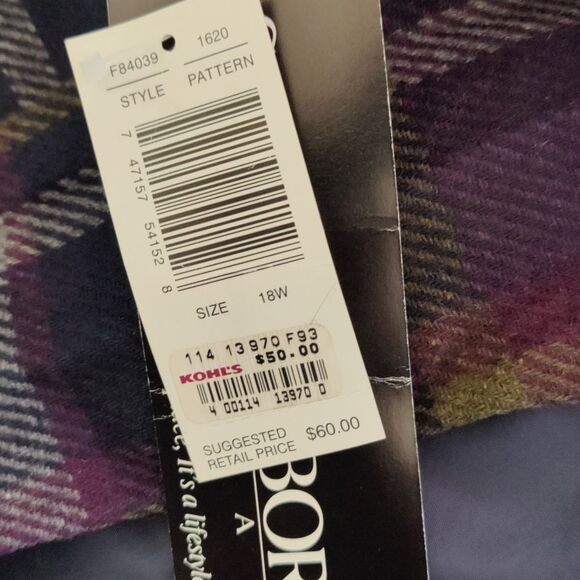 F84039 1620
STYLE PATTERN
7 47157 54152 8
SIZE 18W
114 13970 F93
KOHL'S $50.00
4 00114 13970 0
SUGGESTED
RETAIL PRICE $60.00
BOR
A
It's a lifestyl